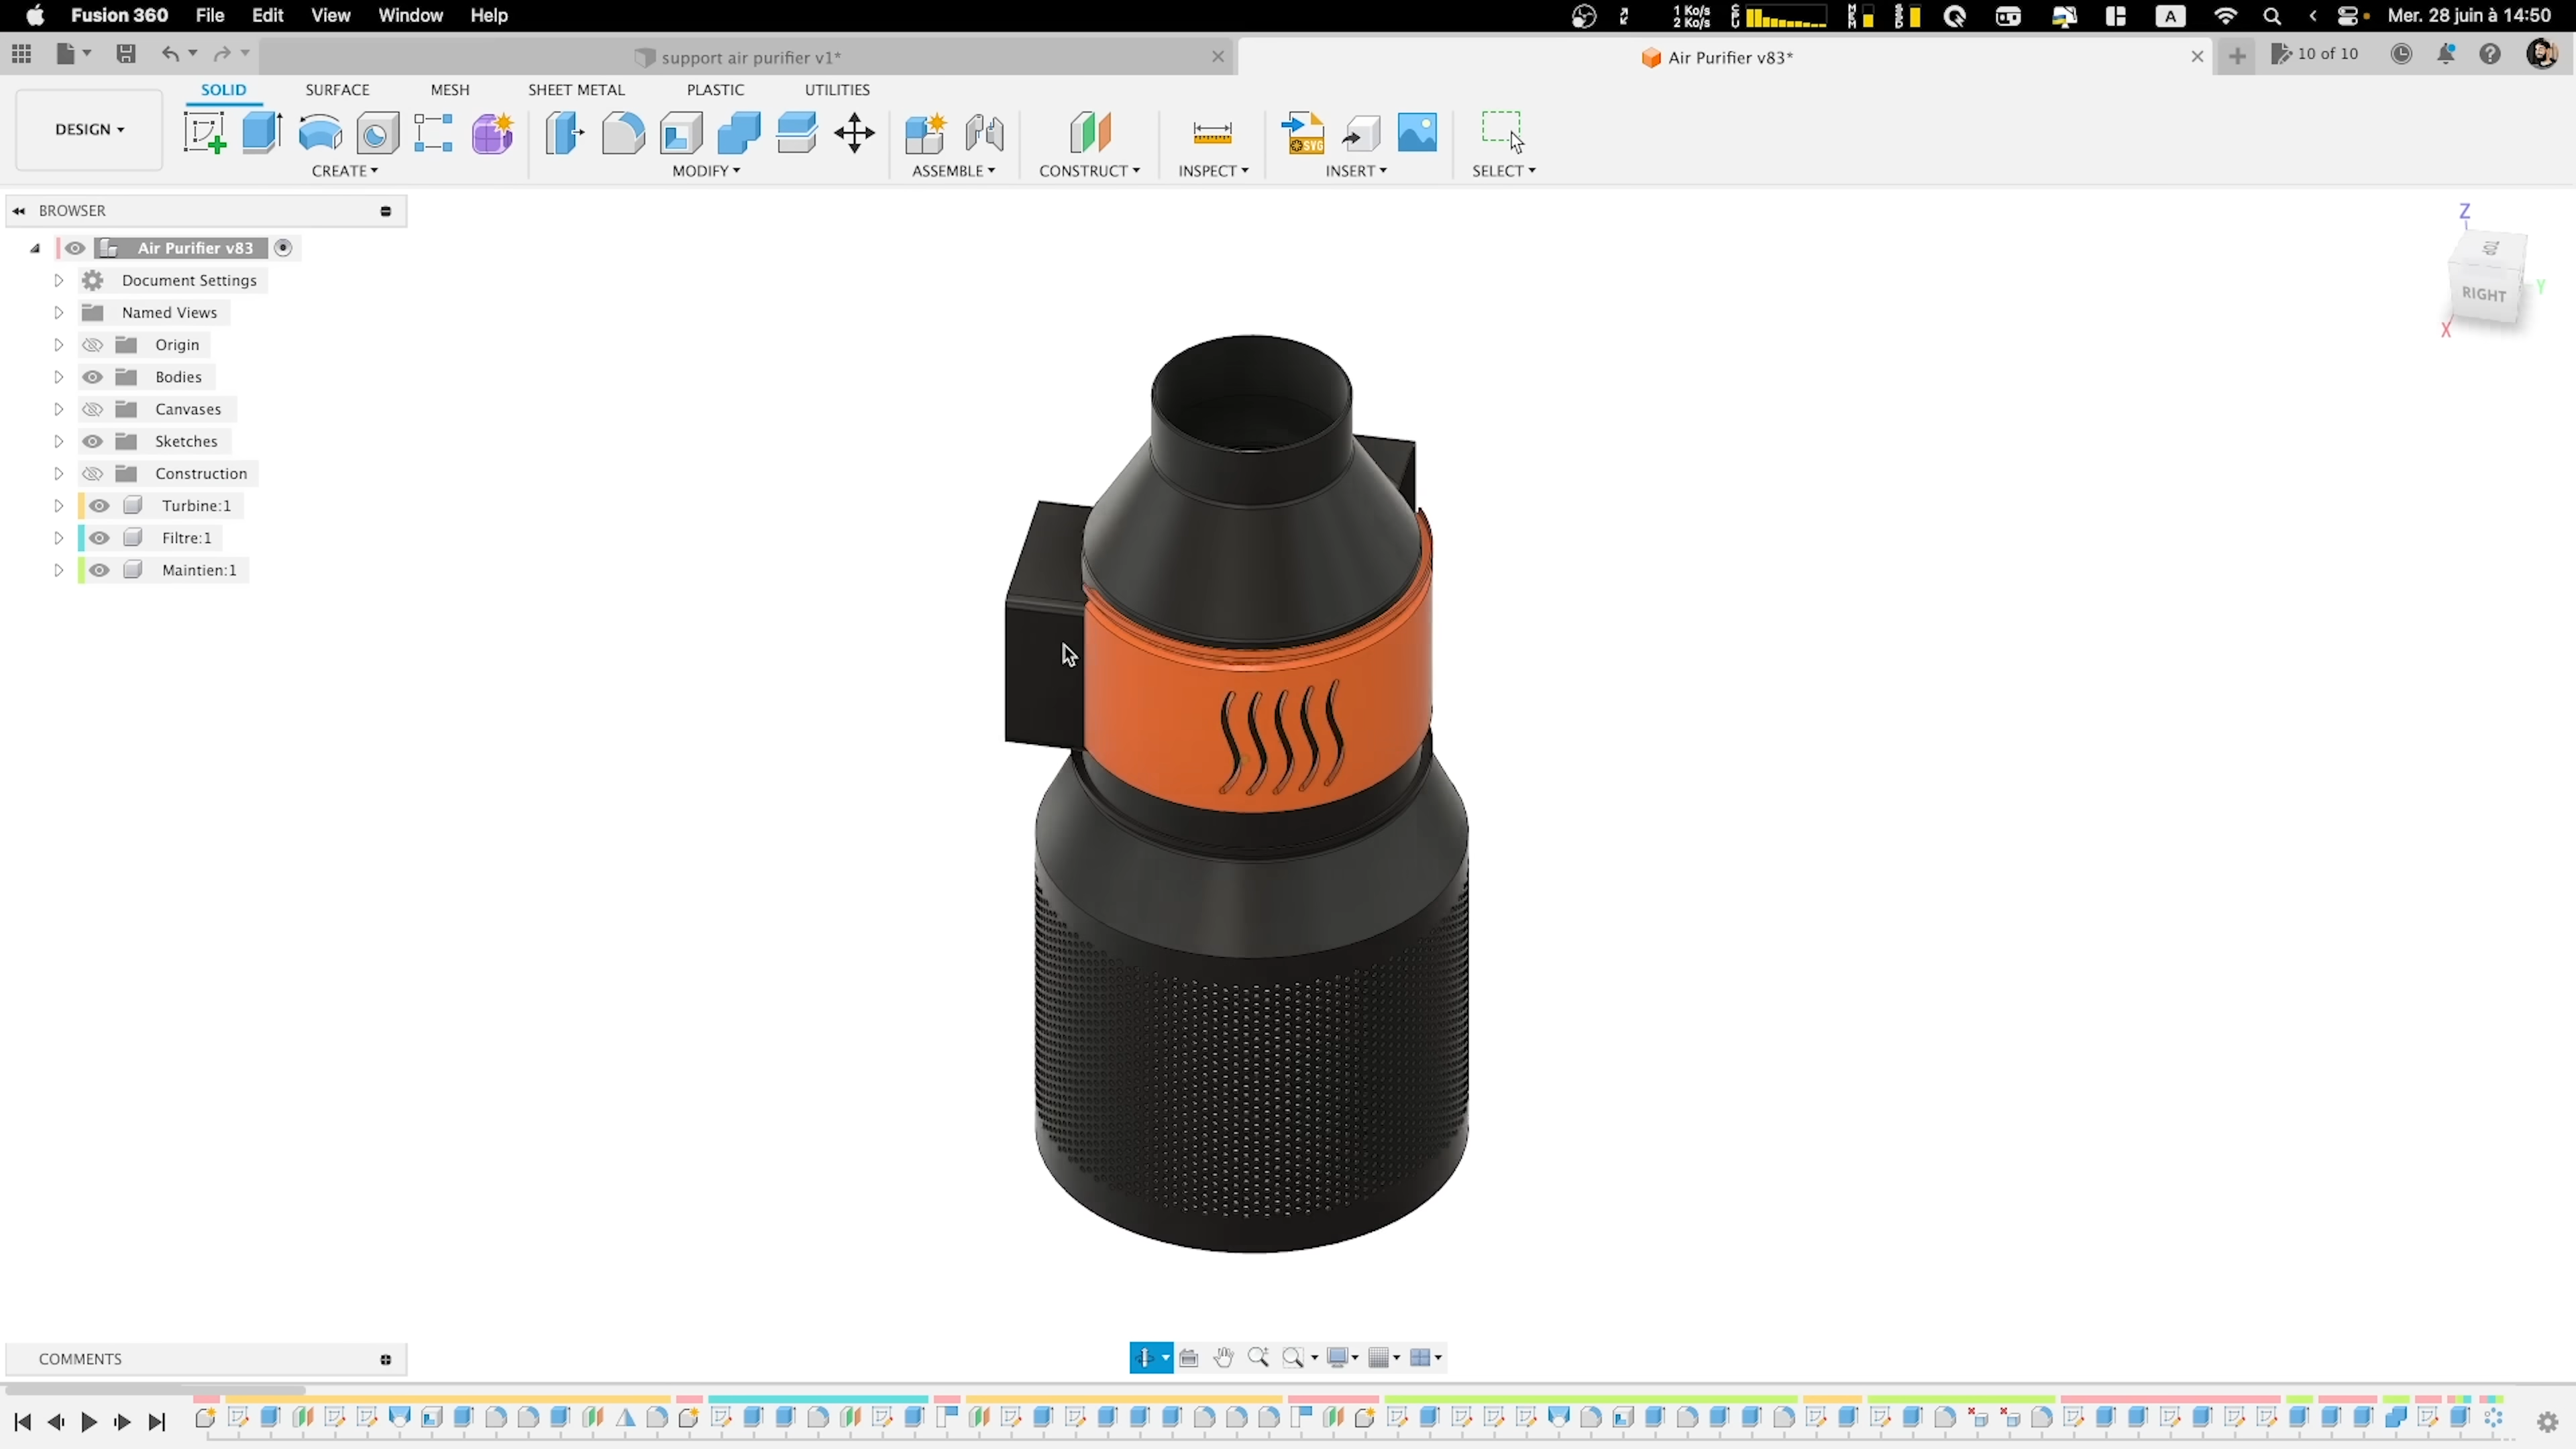 Fusion 360 File Edit View Window Help
1 Ko/s
2 Ko/s
A
Mer. 28 juin à 14:50
support air purifier v1*
Air Purifier v83*
10 of 10
SOLID SURFACE MESH SHEET METAL PLASTIC UTILITIES
DESIGN
SVG
CREATE MODIFY ASSEMBLE CONSTRUCT INSPECT INSERT SELECT
BROWSER
Air Purifier v83
Document Settings
Named Views
Origin
Bodies
Canvases
Sketches
Construction
Turbine:1
Filtre:1
Maintien:1
Z
TOP
RIGHT
Y
X
COMMENTS